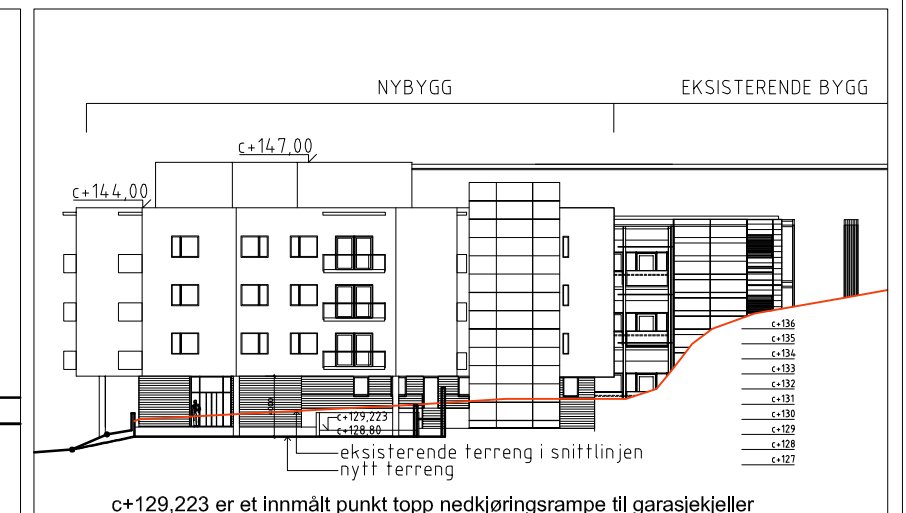 NYBYGG
EKSISTERENDE BYGG
c+147,00
c+144,00
c+136
c+135
c+134
c+133
c+132
c+131
c+130
c+129
c+128
c+127
c+129,223
c+128,80
eksisterende terreng i snittlinjen
nytt terreng
c+129,223 er et innmålt punkt topp nedkjøringsrampe til garasjekjeller